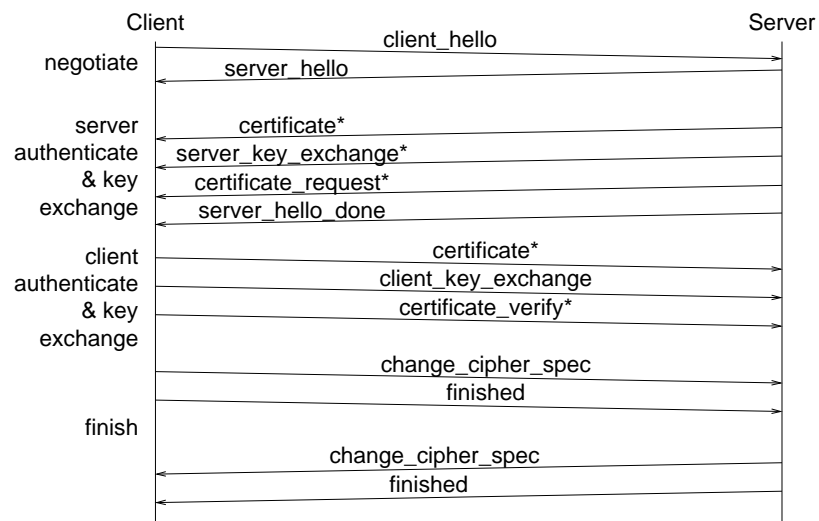 Client
Server
client_hello
negotiate
server_hello
server
certificate*
authenticate
server_key_exchange*
& key
certificate_request*
exchange
server_hello_done
client
certificate*
authenticate
client_key_exchange
& key
certificate_verify*
exchange
change_cipher_spec
finished
finish
change_cipher_spec
finished